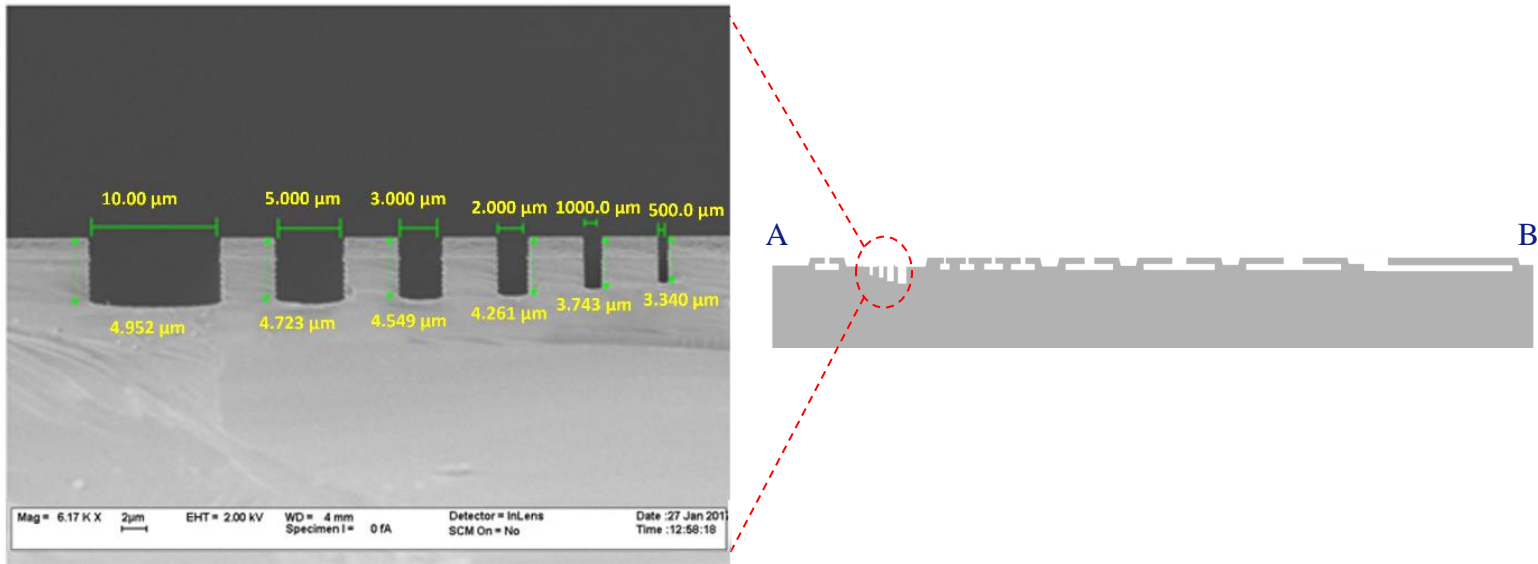 10.00 µm
5.000 µm
3.000 µm
2.000 µm
1000.0 µm
500.0 µm
4.952 µm
4.723 µm
4.549 µm
4.261 µm
3.743 µm
3.340 µm
A
B
Mag = 6.17 K X 2µm EHT = 2.00 kV WD = 4 mm Detector = InLens Date :27 Jan
Specimen I = 0 fA SCM On = No Time :12:58:18